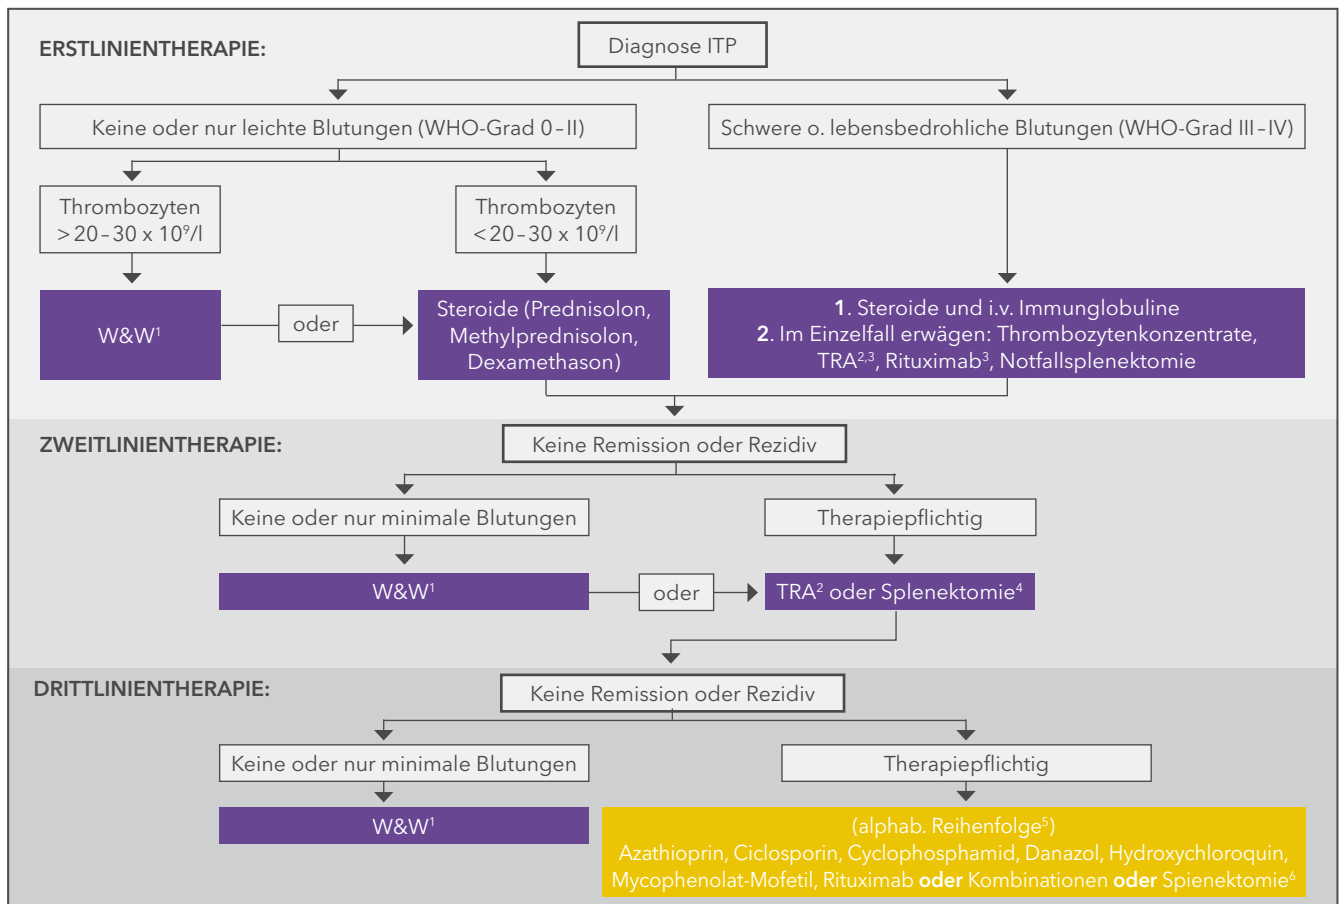 ERSTLINIENTHERAPIE:
Diagnose ITP
Keine oder nur leichte Blutungen (WHO-Grad 0–II)
Schwere o. lebensbedrohliche Blutungen (WHO-Grad III–IV)
Thrombozyten
>20–30 x 10⁹/l
Thrombozyten
<20–30 x 10⁹/l
W&W¹
oder
Steroide (Prednisolon,
Methylprednisolon,
Dexamethason)
1. Steroide und i.v. Immunglobuline
2. Im Einzelfall erwägen: Thrombozytenkonzentrate,
TRA²,³, Rituximab³, Notfallsplenektomie
ZWEITLINIENTHERAPIE:
Keine Remission oder Rezidiv
Keine oder nur minimale Blutungen
Therapiepflichtig
W&W¹
oder
TRA² oder Splenektomie⁴
DRITTLINIENTHERAPIE:
Keine Remission oder Rezidiv
Keine oder nur minimale Blutungen
Therapiepflichtig
W&W¹
(alphab. Reihenfolge⁵)
Azathioprin, Ciclosporin, Cyclophosphamid, Danazol, Hydroxychloroquin,
Mycophenolat-Mofetil, Rituximab oder Kombinationen oder Spienektomie⁶